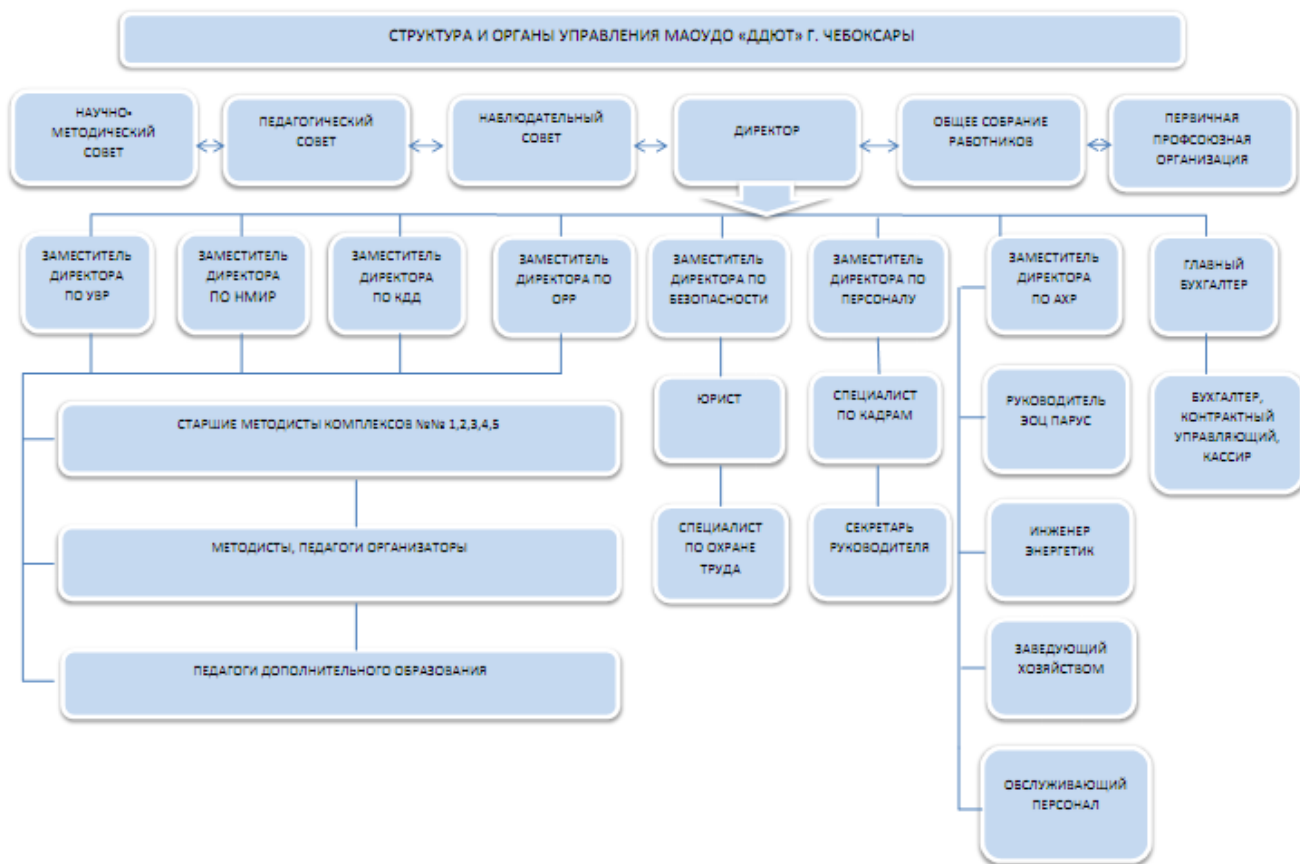 СТРУКТУРА И ОРГАНЫ УПРАВЛЕНИЯ МАОУДО «ДДЮТ» Г. ЧЕБОКСАРЫ
НАУЧНО-
МЕТОДИЧЕСКИЙ
СОВЕТ
ПЕДАГОГИЧЕСКИЙ
СОВЕТ
НАБЛЮДАТЕЛЬНЫЙ
СОВЕТ
ДИРЕКТОР
ОБЩЕЕ СОБРАНИЕ
РАБОТНИКОВ
ПЕРВИЧНАЯ
ПРОФСОЮЗНАЯ
ОРГАНИЗАЦИЯ
ЗАМЕСТИТЕЛЬ
ДИРЕКТОРА
ПО УВР
ЗАМЕСТИТЕЛЬ
ДИРЕКТОРА
ПО НМИР
ЗАМЕСТИТЕЛЬ
ДИРЕКТОРА
ПО КДД
ЗАМЕСТИТЕЛЬ
ДИРЕКТОРА ПО
ОРР
ЗАМЕСТИТЕЛЬ
ДИРЕКТОРА ПО
БЕЗОПАСНОСТИ
ЗАМЕСТИТЕЛЬ
ДИРЕКТОРА ПО
ПЕРСОНАЛУ
ЗАМЕСТИТЕЛЬ
ДИРЕКТОРА
ПО АХР
ГЛАВНЫЙ
БУХГАЛТЕР
СТАРШИЕ МЕТОДИСТЫ КОМПЛЕКСОВ №№ 1,2,3,4,5
МЕТОДИСТЫ, ПЕДАГОГИ ОРГАНИЗАТОРЫ
ПЕДАГОГИ ДОПОЛНИТЕЛЬНОГО ОБРАЗОВАНИЯ
ЮРИСТ
СПЕЦИАЛИСТ
ПО ОХРАНЕ
ТРУДА
СПЕЦИАЛИСТ
ПО КАДРАМ
СЕКРЕТАРЬ
РУКОВОДИТЕЛЯ
РУКОВОДИТЕЛЬ
ЭОЦ ПАРУС
ИНЖЕНЕР
ЭНЕРГЕТИК
ЗАВЕДУЮЩИЙ
ХОЗЯЙСТВОМ
ОБСЛУЖИВАЮЩИЙ
ПЕРСОНАЛ
БУХГАЛТЕР,
КОНТРАКТНЫЙ
УПРАВЛЯЮЩИЙ,
КАССИР